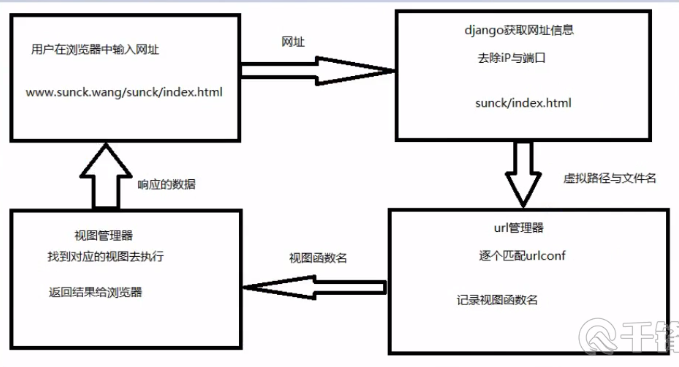 用户在浏览器中输入网址
www.sunck.wang/sunck/index.html
网址
django获取网址信息
去除iP与端口
sunck/index.html
虚拟路径与文件名
响应的数据
url管理器
逐个匹配urlconf
记录视图函数名
视图函数名
视图管理器
找到对应的视图去执行
返回结果给浏览器
千锋